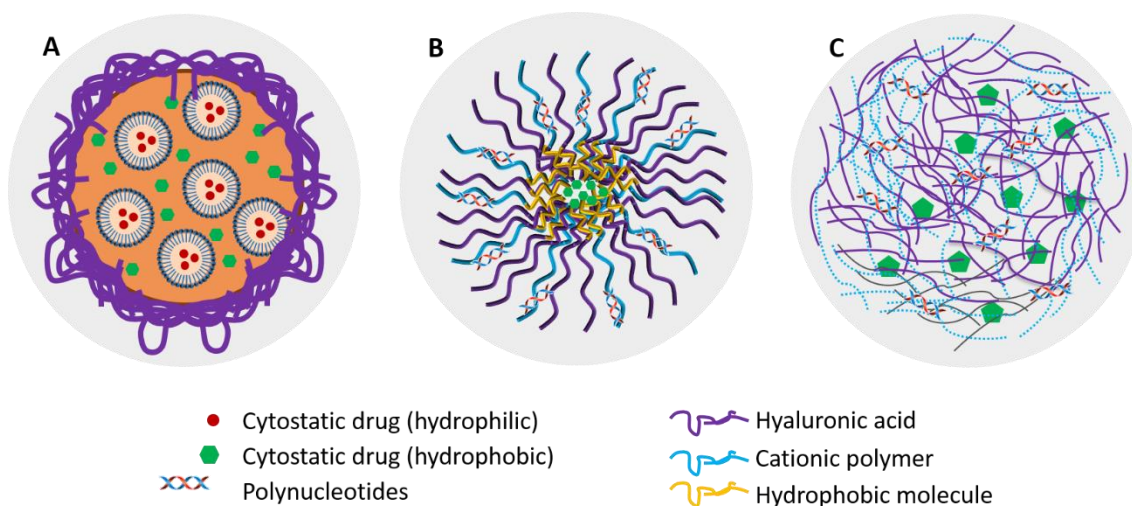 A
B
C
Cytostatic drug (hydrophilic)
Cytostatic drug (hydrophobic)
Polynucleotides
Hyaluronic acid
Cationic polymer
Hydrophobic molecule